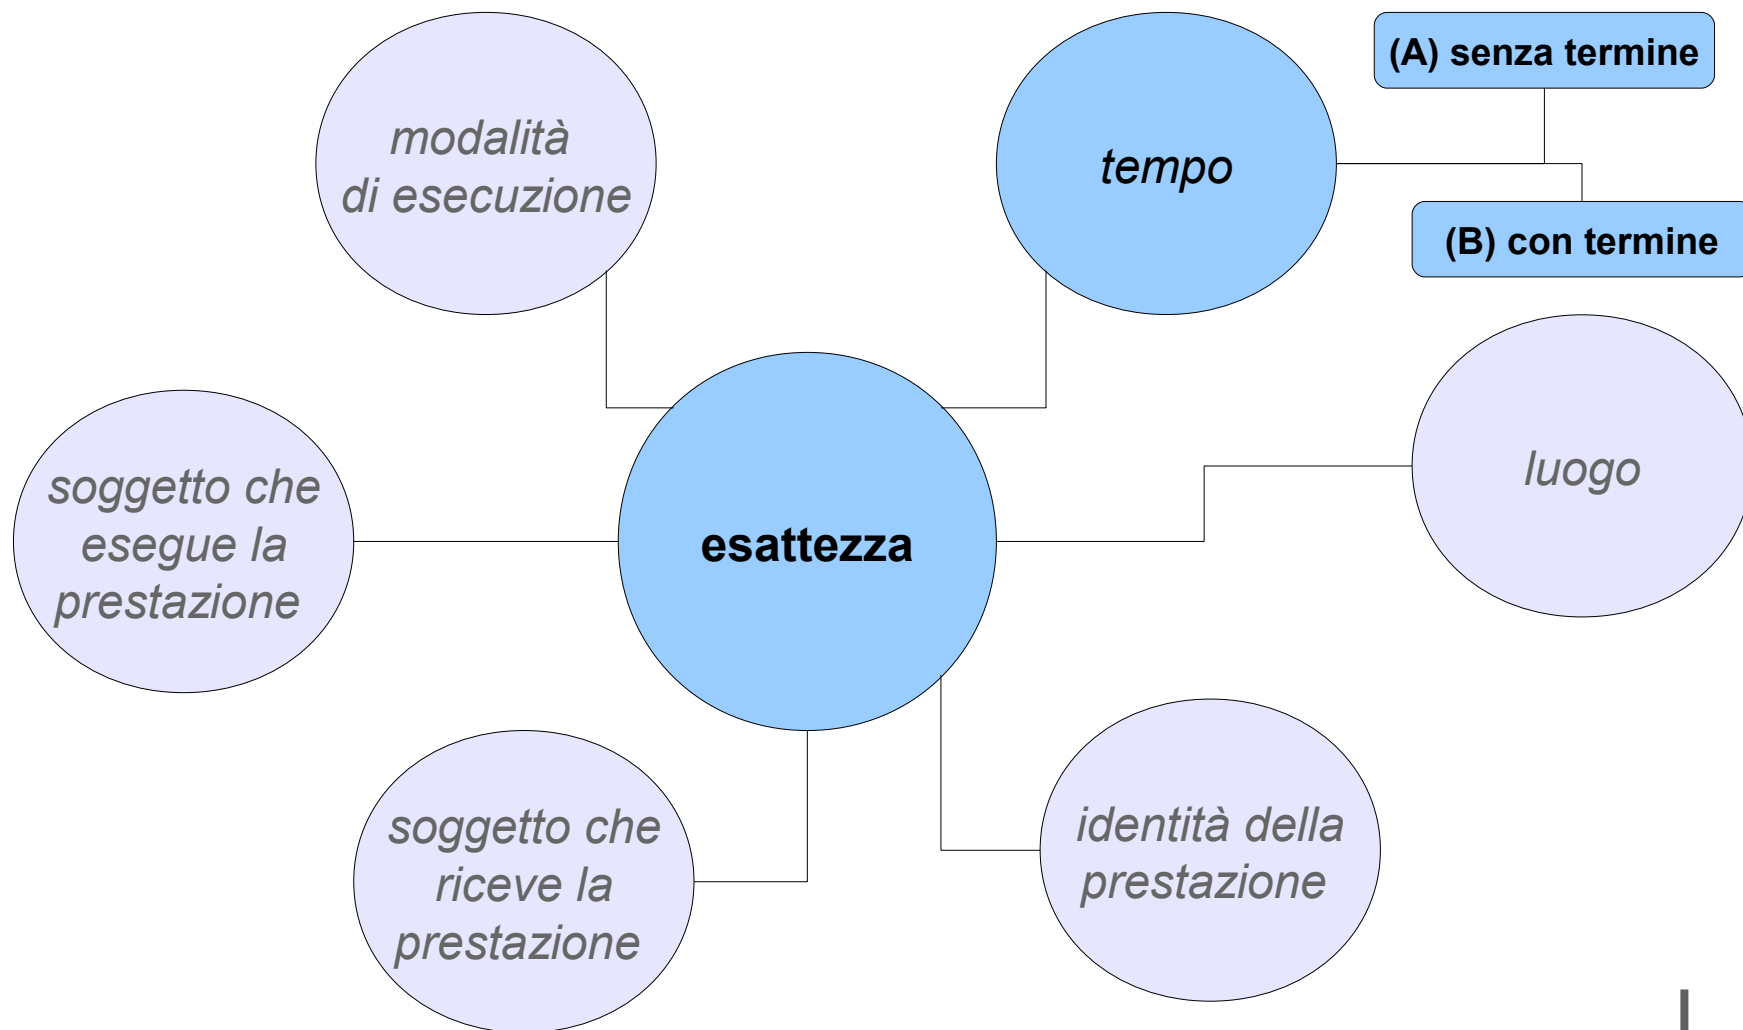 modalità
di esecuzione
tempo
(A) senza termine
(B) con termine
luogo
soggetto che
esegue la
prestazione
esattezza
soggetto che
riceve la
prestazione
identità della
prestazione